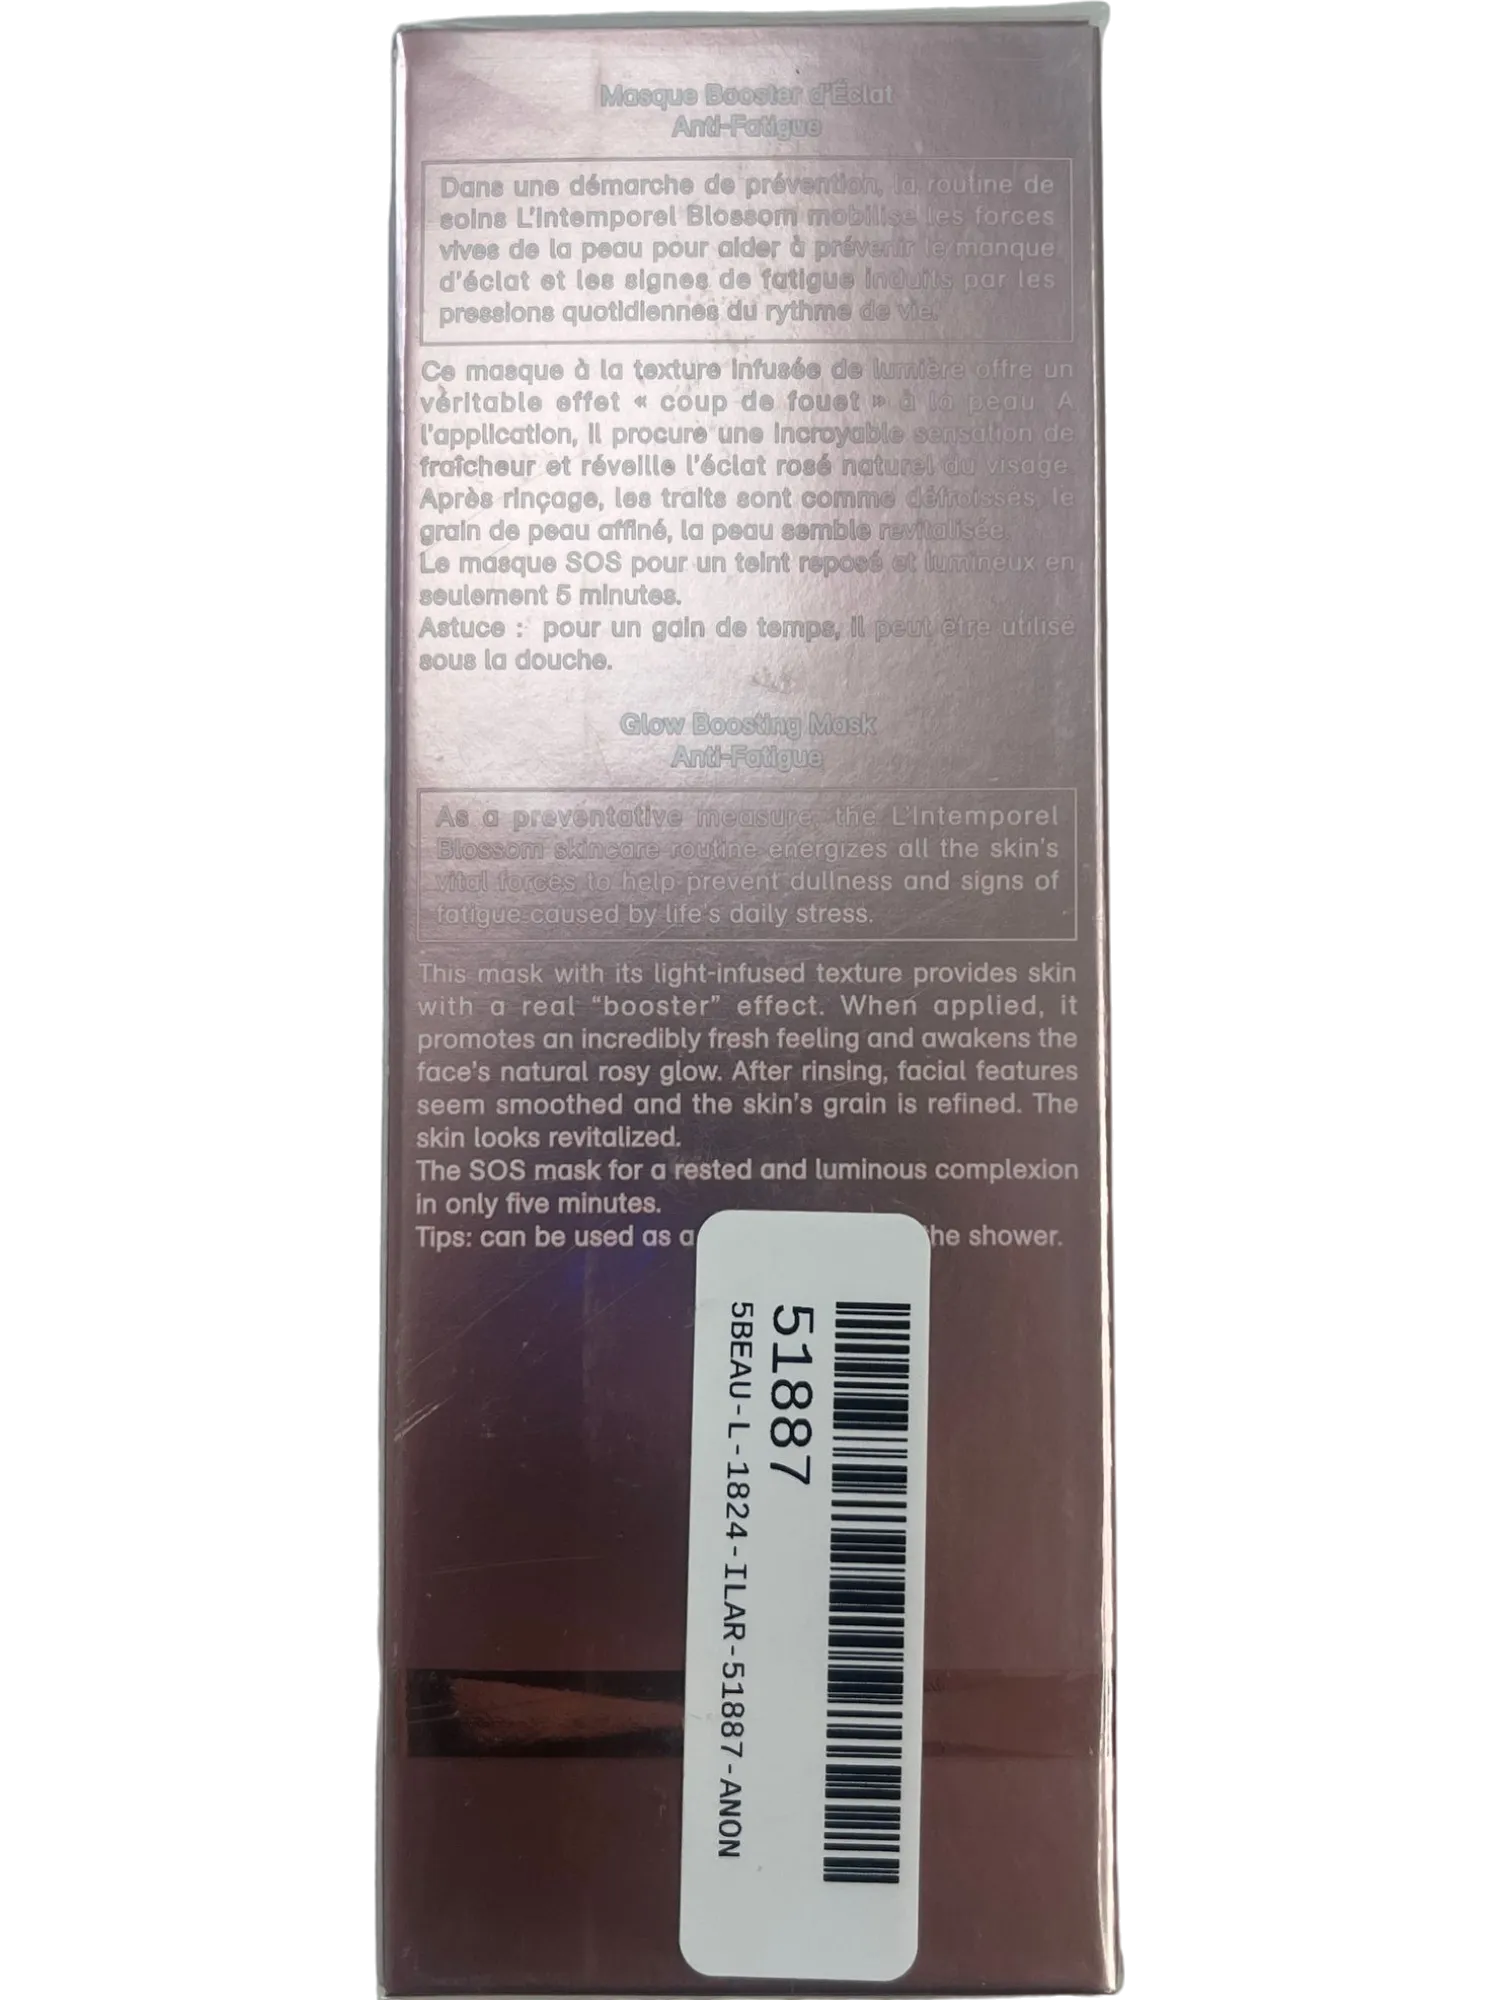 Masque Booster d'Éclat
Anti-Fatigue
Dans une démarche de prévention, la routine de
soins L'Intemporel Blossom mobilise les forces
vives de la peau pour aider à prévenir le manque
d'éclat et les signes de fatigue induits par les
pressions quotidiennes du rythme de vie.
Ce masque à la texture infusée de lumière offre un
véritable effet « coup de fouet » à la peau. A
l'application, il procure une incroyable sensation de
fraîcheur et réveille l'éclat rosé naturel du visage.
Après rinçage, les traits sont comme défroissés, le
grain de peau affiné, la peau semble revitalisée.
Le masque SOS pour un teint reposé et lumineux en
seulement 5 minutes.
Astuce : pour un gain de temps, il peut être utilisé
sous la douche.
Glow Boosting Mask
Anti-Fatigue
As a preventative measure, the L'Intemporel
Blossom skincare routine energizes all the skin's
vital forces to help prevent dullness and signs of
fatigue caused by life's daily stress.
This mask with its light-infused texture provides skin
with a real “booster” effect. When applied, it
promotes an incredibly fresh feeling and awakens the
face's natural rosy glow. After rinsing, facial features
seem smoothed and the skin's grain is refined. The
skin looks revitalized.
The SOS mask for a rested and luminous complexion
in only five minutes.
Tips: can be used as a he shower.
51887
5BEAU-L-1824-ILAR-51887-ANON